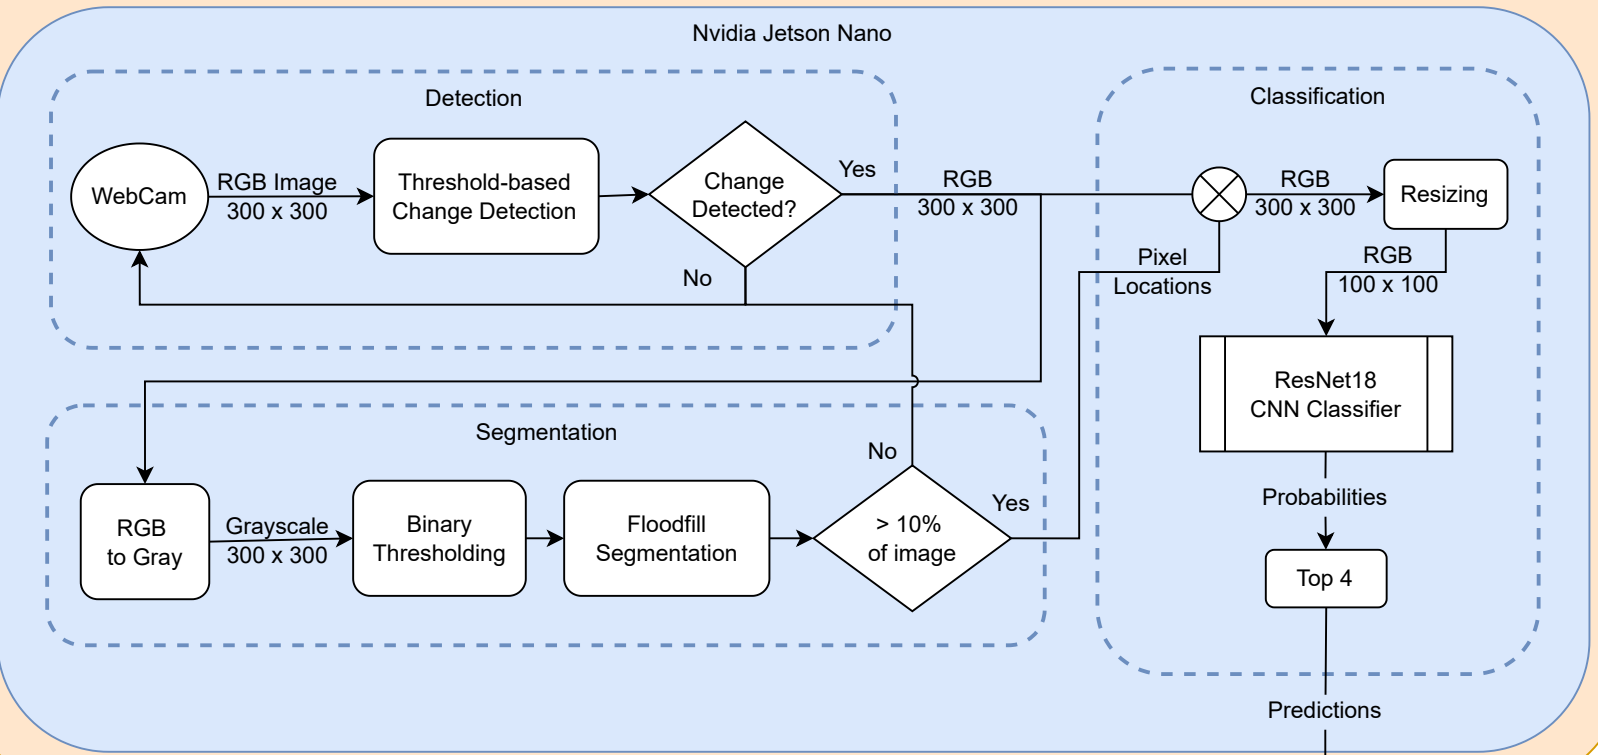 Nvidia Jetson Nano
Detection
WebCam
RGB Image
300 x 300
Threshold-based
Change Detection
Change
Detected?
Yes
No
RGB
300 x 300
Classification
RGB
300 x 300
Resizing
Pixel
Locations
RGB
100 x 100
ResNet18
CNN Classifier
Probabilities
Top 4
Predictions
Segmentation
RGB
to Gray
Grayscale
300 x 300
Binary
Thresholding
Floodfill
Segmentation
> 10%
of image
No
Yes